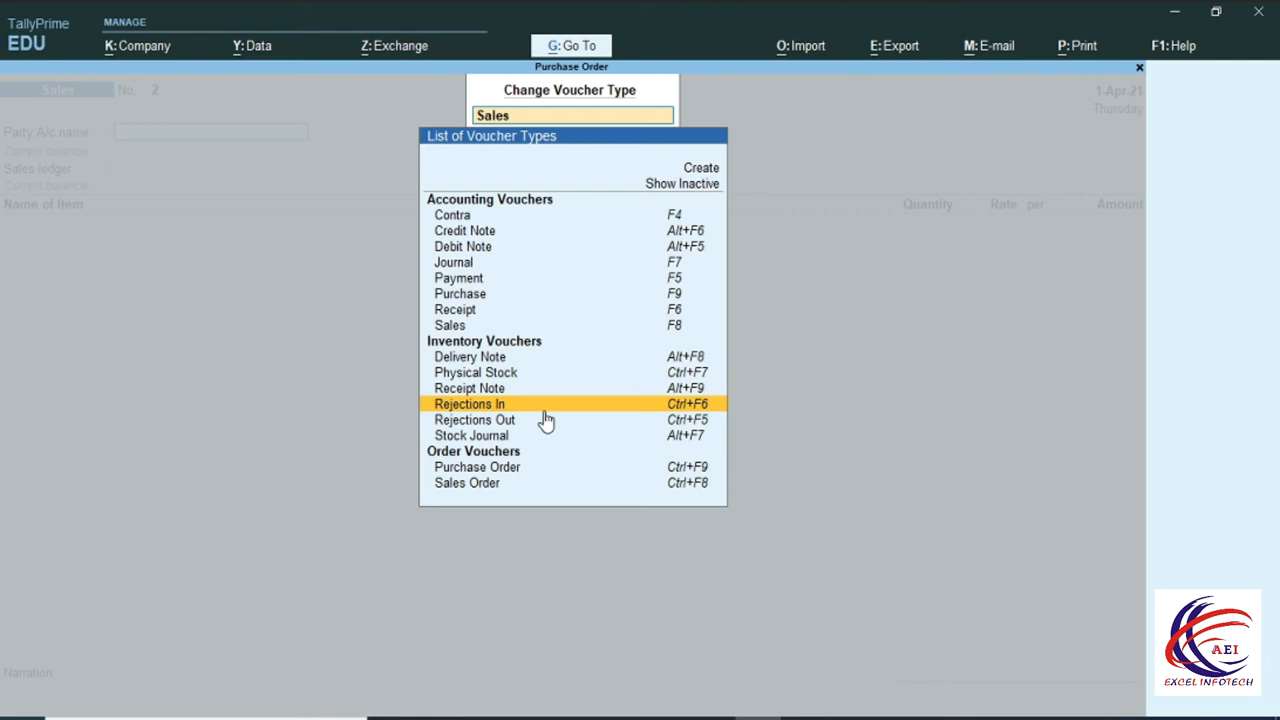 TallyPrime
EDU
MANAGE
K: Company Y: Data Z: Exchange G: Go To O: Import E: Export M: E-mail P: Print F1: Help
Purchase Order
Sales No. 2 1-Apr-21
Thursday
Party A/c name :
Current balance :
Sales ledger :
Current balance :
Name of Item Quantity Rate per Amount
Change Voucher Type
Sales
List of Voucher Types
Create
Show Inactive
Accounting Vouchers
Contra F4
Credit Note Alt+F6
Debit Note Alt+F5
Journal F7
Payment F5
Purchase F9
Receipt F6
Sales F8
Inventory Vouchers
Delivery Note Alt+F8
Physical Stock Ctrl+F7
Receipt Note Alt+F9
Rejections In Ctrl+F6
Rejections Out Ctrl+F5
Stock Journal Alt+F7
Order Vouchers
Purchase Order Ctrl+F9
Sales Order Ctrl+F8
Narration
AEI
EXCEL INFOTECH